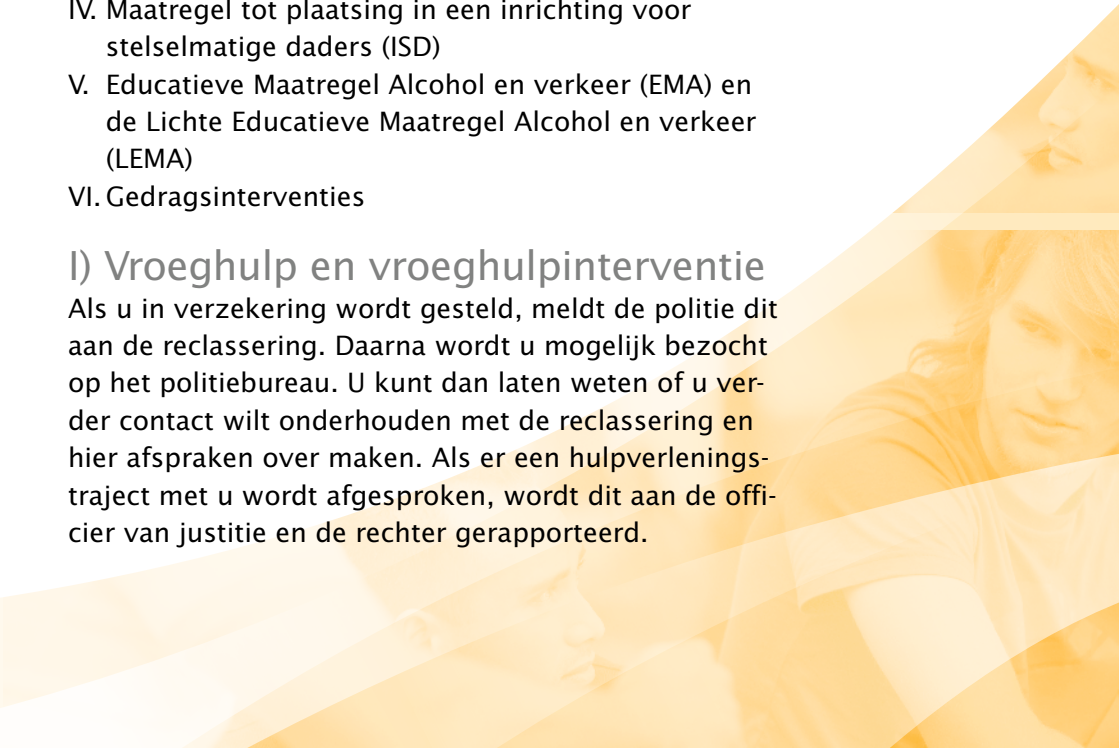 IV. Maatregel tot plaatsing in een inrichting voor
stelselmatige daders (ISD)
V. Educatieve Maatregel Alcohol en verkeer (EMA) en
de Lichte Educatieve Maatregel Alcohol en verkeer
(LEMA)
VI. Gedragsinterventies
I) Vroeghulp en vroeghulpinterventie
Als u in verzekering wordt gesteld, meldt de politie dit
aan de reclassering. Daarna wordt u mogelijk bezocht
op het politiebureau. U kunt dan laten weten of u ver-
der contact wilt onderhouden met de reclassering en
hier afspraken over maken. Als er een hulpverlenings-
traject met u wordt afgesproken, wordt dit aan de offi-
cier van justitie en de rechter gerapporteerd.